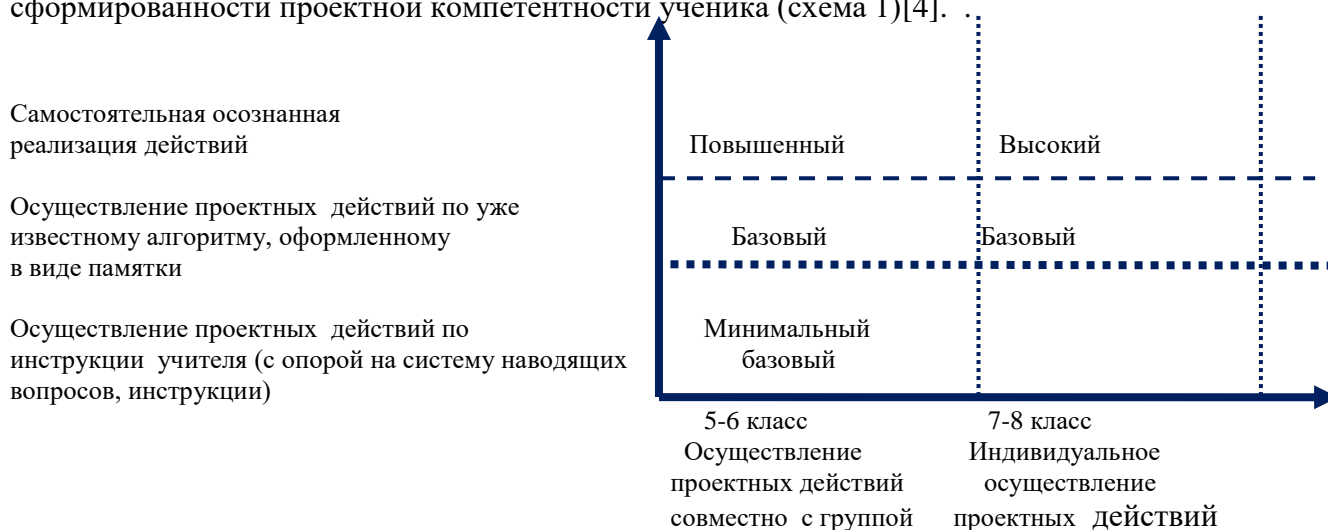 сформированности проектной компетентности ученика (схема 1)[4]. .
Самостоятельная осознанная
реализация действий
Повышенный Высокий
Осуществление проектных действий по уже
известному алгоритму, оформленному
в виде памятки
Базовый Базовый
Осуществление проектных действий по
инструкции учителя (с опорой на систему наводящих
вопросов, инструкции)
Минимальный
базовый
5-6 класс
Осуществление
проектных действий
совместно с группой
7-8 класс
Индивидуальное
осуществление
проектных действий